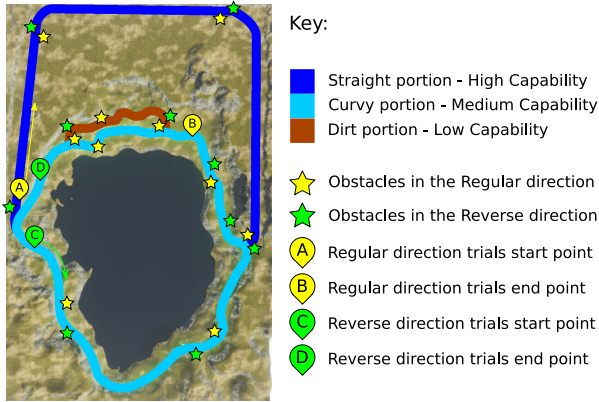 Key:
Straight portion - High Capability
Curvy portion - Medium Capability
Dirt portion - Low Capability
Obstacles in the Regular direction
Obstacles in the Reverse direction
A Regular direction trials start point
B Regular direction trials end point
C Reverse direction trials start point
D Reverse direction trials end point
B
D
A
C